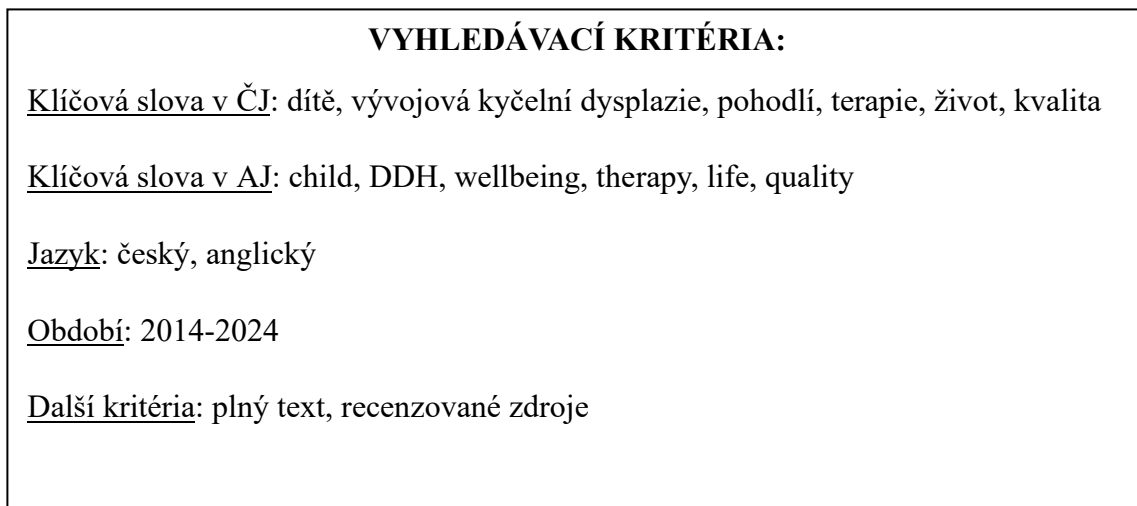 VYHLEDÁVACÍ KRITÉRIA:
Klíčová slova v ČJ: dítě, vývojová kyčelní dysplazie, pohodlí, terapie, život, kvalita
Klíčová slova v AJ: child, DDH, wellbeing, therapy, life, quality
Jazyk: český, anglický
Období: 2014-2024
Další kritéria: plný text, recenzované zdroje